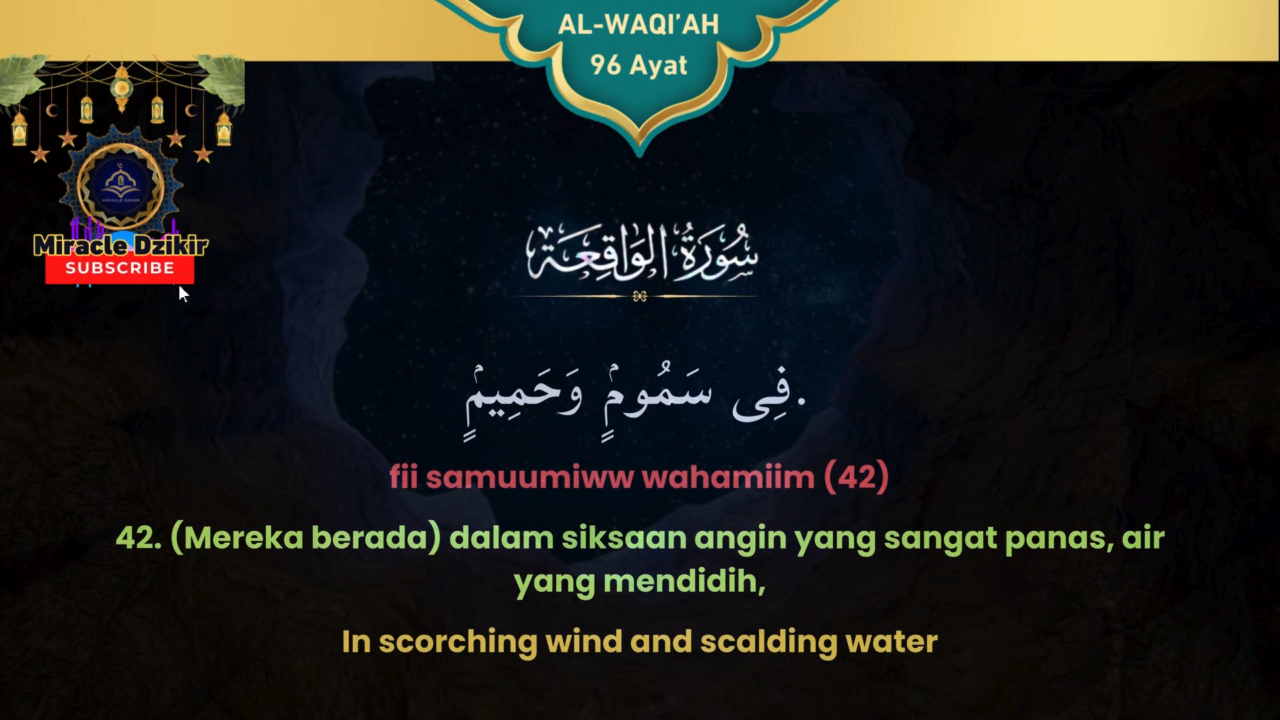 AL-WAQI’AH
96 Ayat
Miracle Dzikir
SUBSCRIBE
سُورَةُ الوَاقِعَة
فِى سَمُومٍۢ وَحَمِيمٍۢ.
fii samuumiww wahamiim (42)
42. (Mereka berada) dalam siksaan angin yang sangat panas, air
yang mendidih,
In scorching wind and scalding water